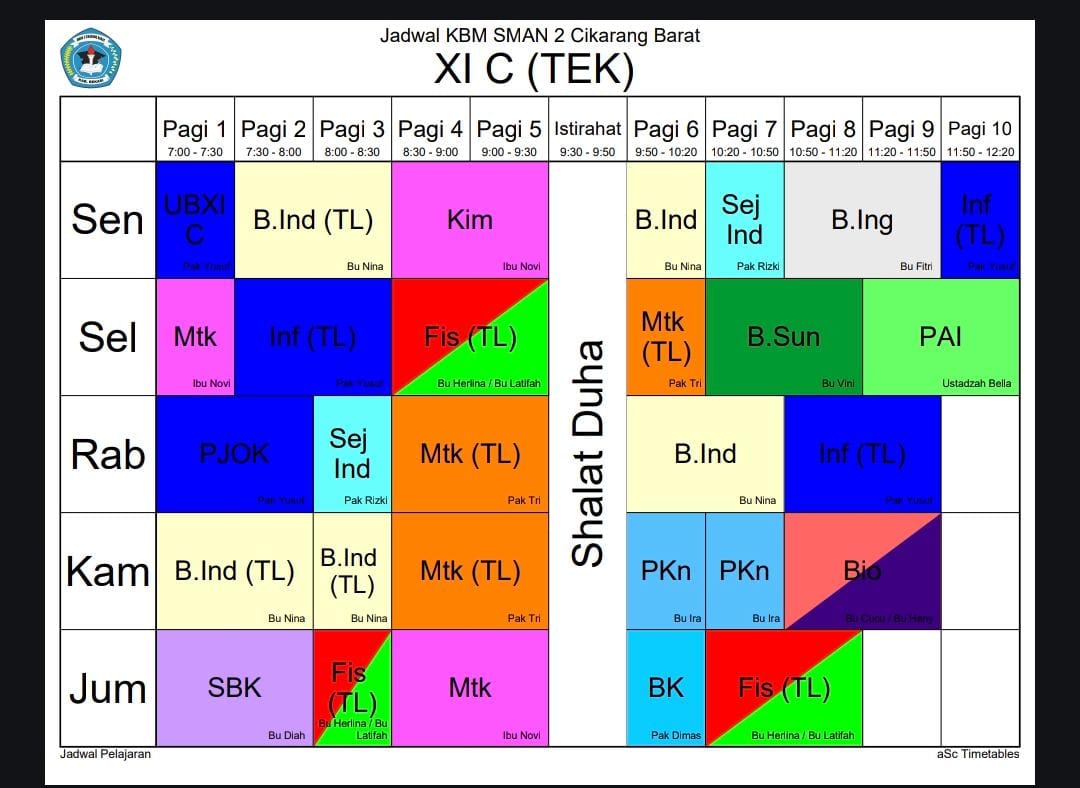 Jadwal KBM SMAN 2 Cikarang Barat
XI C (TEK)
Pagi 1 Pagi 2 Pagi 3 Pagi 4 Pagi 5 Istirahat Pagi 6 Pagi 7 Pagi 8 Pagi 9 Pagi 10
7:00 - 7:30 7:30 - 8:00 8:00 - 8:30 8:30 - 9:00 9:00 - 9:30 9:30 - 9:50 9:50 - 10:20 10:20 - 10:50 10:50 - 11:20 11:20 - 11:50 11:50 - 12:20
Sen
UBXI
C
Pak Yusuf
B.Ind (TL)
Bu Nina
Kim
Ibu Novi
B.Ind
Bu Nina
Sej
Ind
Pak Rizki
B.Ing
Bu Fitri
Inf
(TL)
Pak Yusuf
Sel
Mtk
Ibu Novi
Inf (TL)
Pak Yusuf
Fis (TL)
Bu Herlina / Bu Latifah
Mtk
(TL)
Pak Tri
B.Sun
Bu Vini
PAI
Ustadzah Bella
Shalat Duha
Rab
PJOK
Pak Yusuf
Sej
Ind
Pak Rizki
Mtk (TL)
Pak Tri
B.Ind
Bu Nina
Inf (TL)
Pak Yusuf
Kam
B.Ind (TL)
Bu Nina
B.Ind
(TL)
Bu Nina
Mtk (TL)
Pak Tri
PKn
Bu Ira
PKn
Bu Ira
Bio
Bu Cucu / Bu Heny
Jum
SBK
Bu Diah
Fis
(TL)
Bu Herlina / Bu
Latifah
Mtk
Ibu Novi
BK
Pak Dimas
Fis (TL)
Bu Herlina / Bu Latifah
Jadwal Pelajaran
aSc Timetables